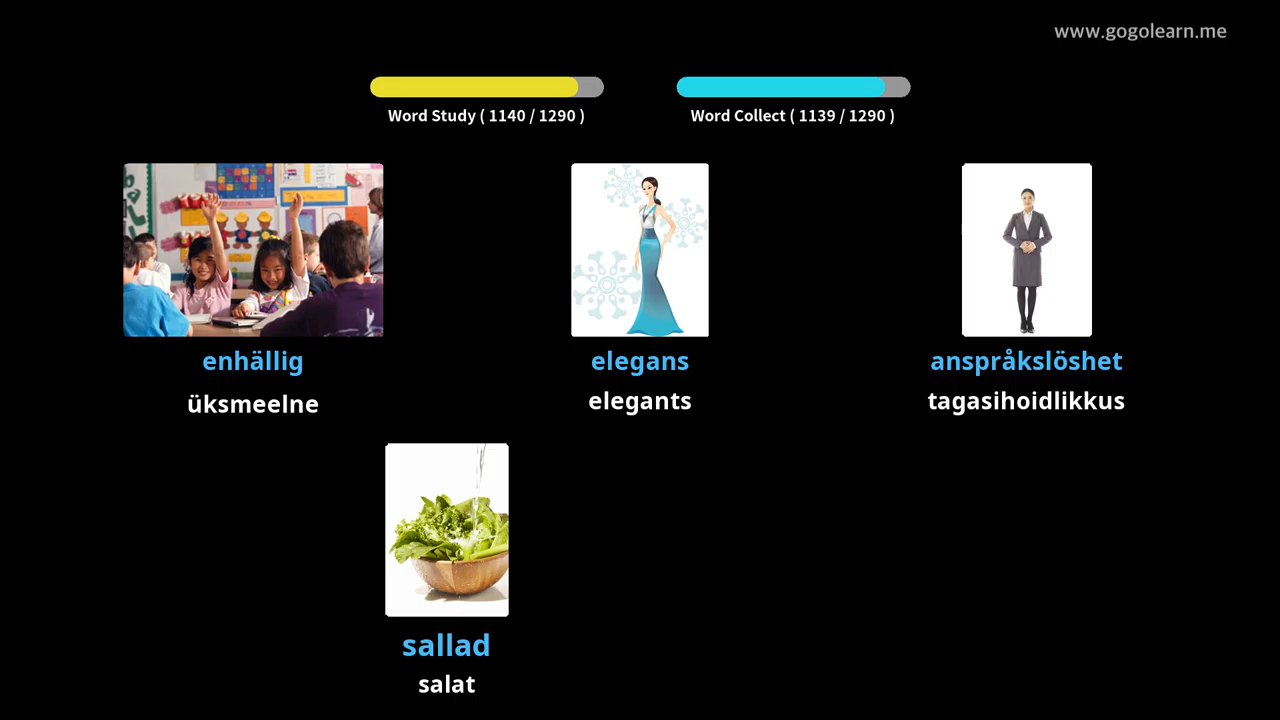 www.gogolearn.me
Word Study ( 1140 / 1290 )
Word Collect ( 1139 / 1290 )
enhällig
üksmeelne
elegans
elegants
anspråkslöshet
tagasihoidlikkus
sallad
salat